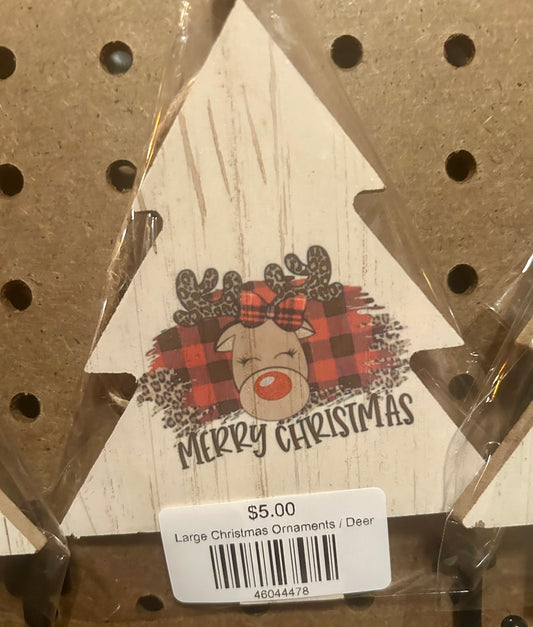 MERRY CHRISTMAS
$5.00
Large Christmas Ornaments / Deer
46044478